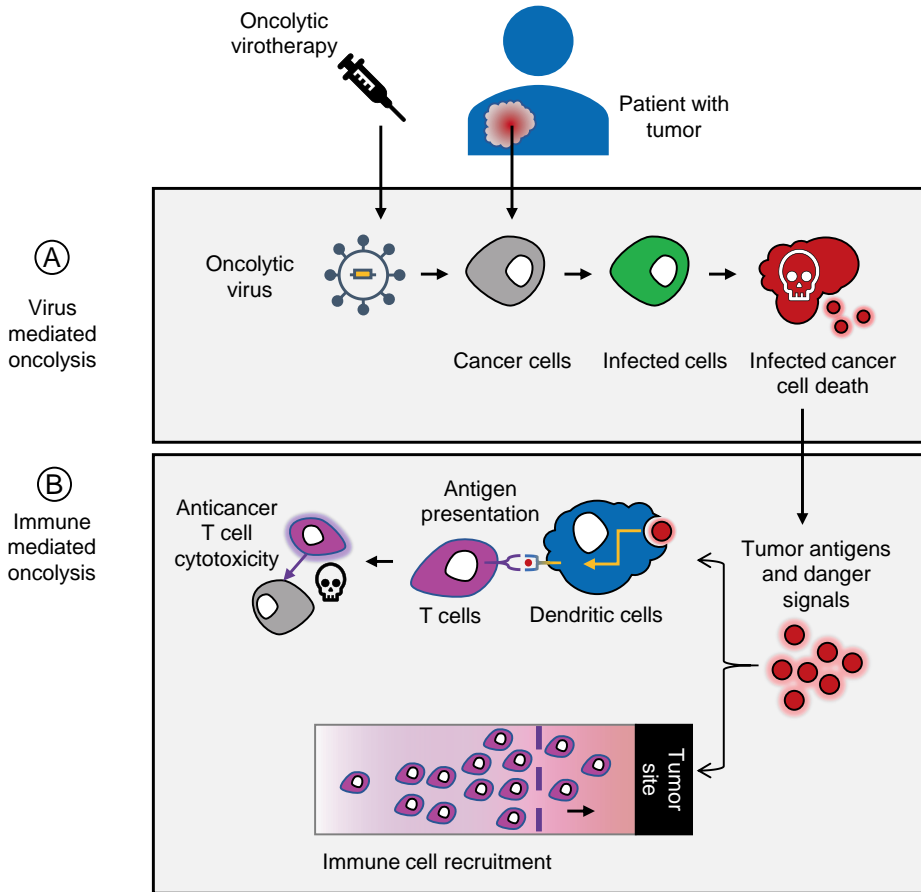 Oncolytic
virotherapy
Patient with
tumor
A
Virus
mediated
oncolysis
Oncolytic
virus
Cancer cells
Infected cells
Infected cancer
cell death
B
Immune
mediated
oncolysis
Anticancer
T cell
cytotoxicity
Antigen
presentation
T cells
Dendritic cells
Tumor antigens
and danger
signals
Tumor
site
Immune cell recruitment